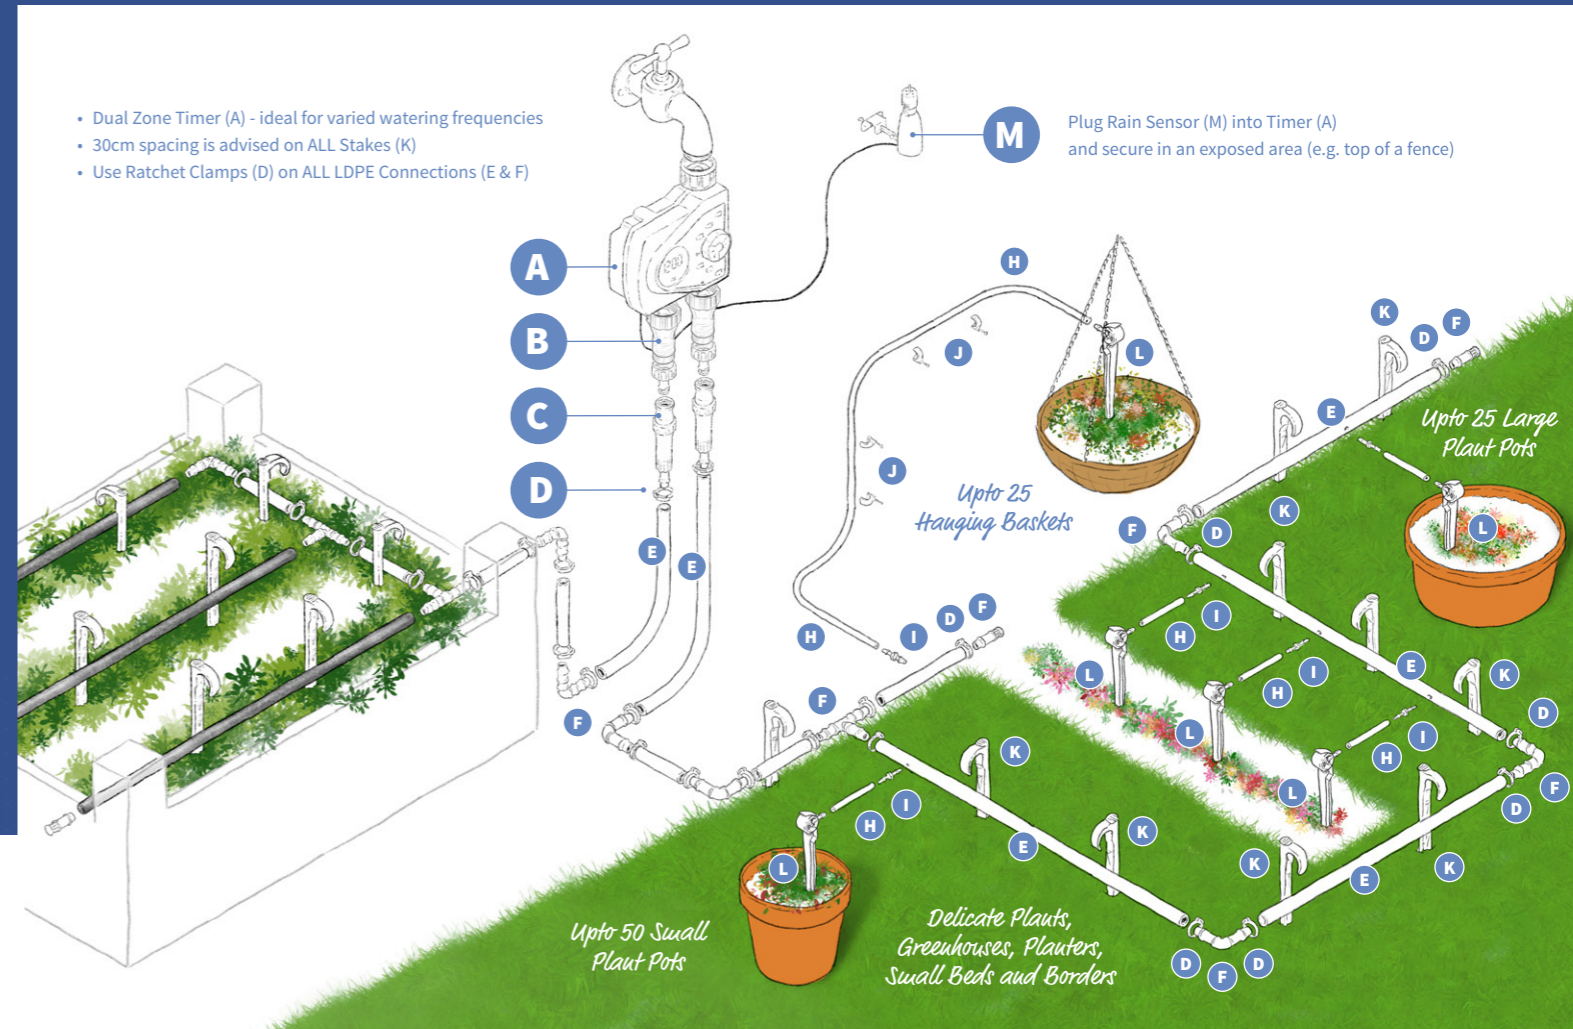 • Dual Zone Timer (A) - ideal for varied watering frequencies
• 30cm spacing is advised on ALL Stakes (K)
• Use Ratchet Clamps (D) on ALL LDPE Connections (E & F)
M
Plug Rain Sensor (M) into Timer (A)
and secure in an exposed area (e.g. top of a fence)
A
B
C
D
E
E
F
H
J
J
L
Upto 25
Hanging Baskets
H
I
D
F
F
K
D
F
E
Upto 25 Large
Plant Pots
L
K
F
D
H
I
L
H
I
L
E
K
H
I
L
D
F
D
K
E
K
K
E
K
H
I
L
Upto 50 Small
Plant Pots
Delicate Plants,
Greenhouses, Planters,
Small Beds and Borders
D
F
D